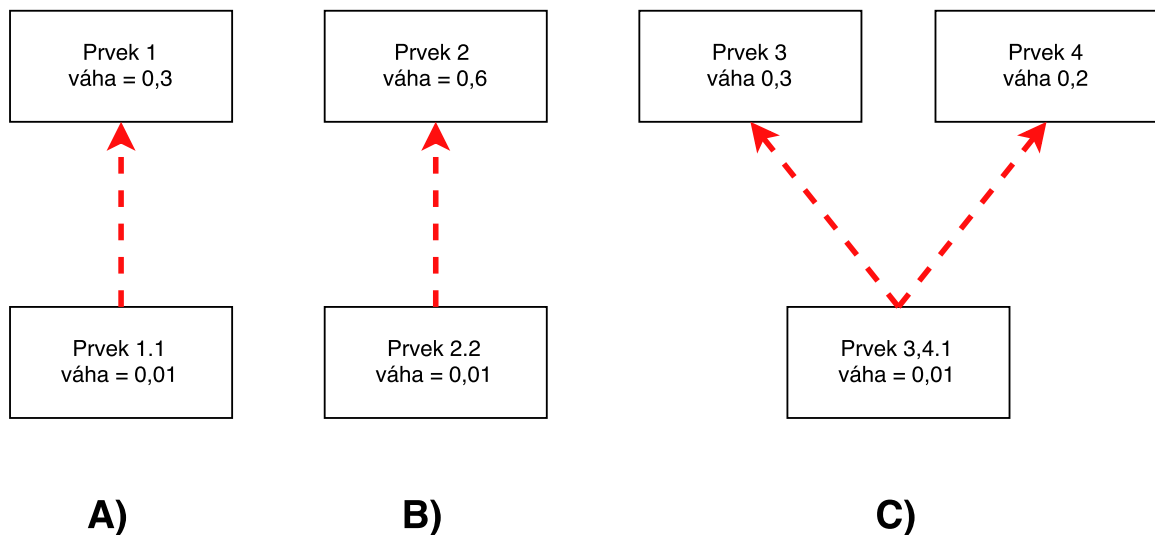 Prvek 1
váha = 0,3
Prvek 2
váha = 0,6
Prvek 3
váha 0,3
Prvek 4
váha 0,2
Prvek 1.1
váha = 0,01
Prvek 2.2
váha = 0,01
Prvek 3,4.1
váha = 0,01
A)
B)
C)